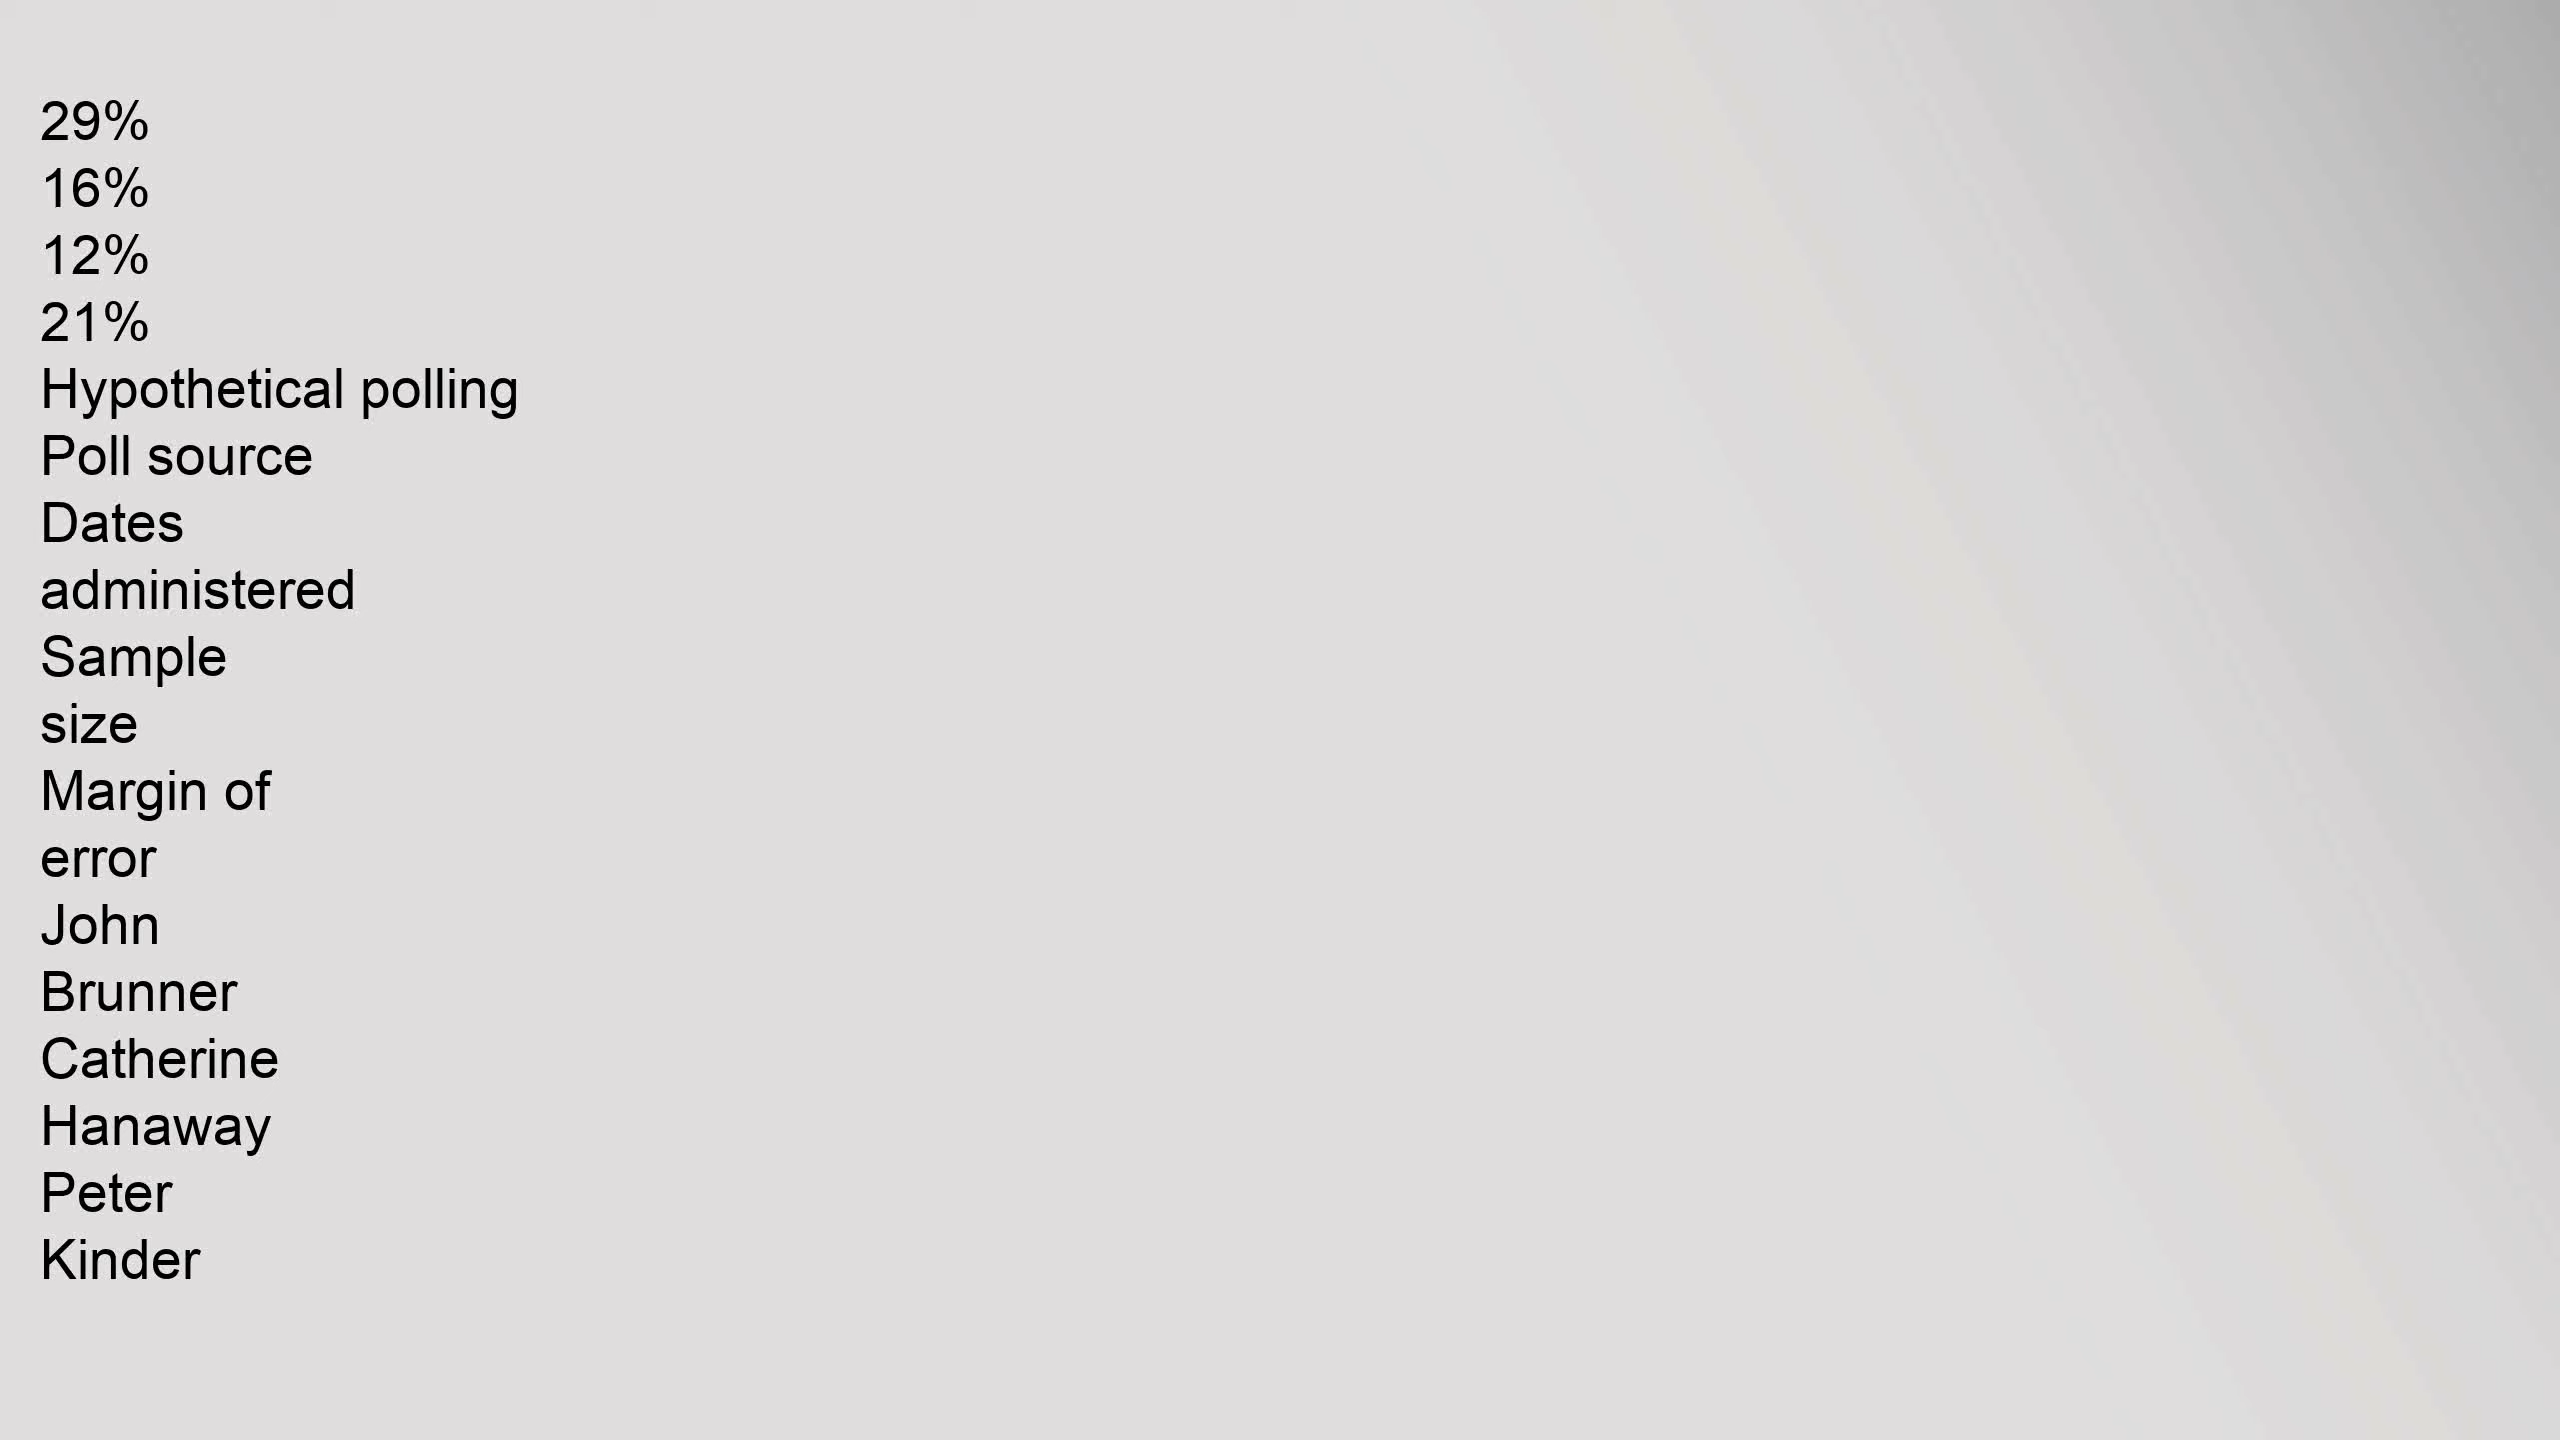 29%
16%
12%
21%
Hypothetical polling
Poll source
Dates
administered
Sample
size
Margin of
error
John
Brunner
Catherine
Hanaway
Peter
Kinder